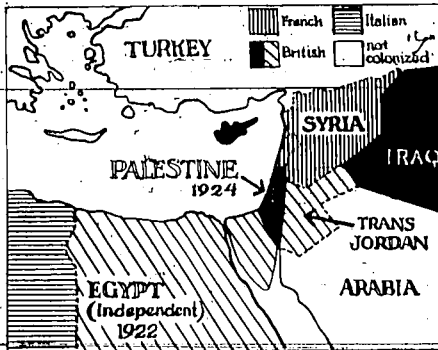 French
Italian
British
not
colonized
TURKEY
SYRIA
IRAQ
PALESTINE
1924
TRANS
JORDAN
EGYPT
(Independent)
1922
ARABIA